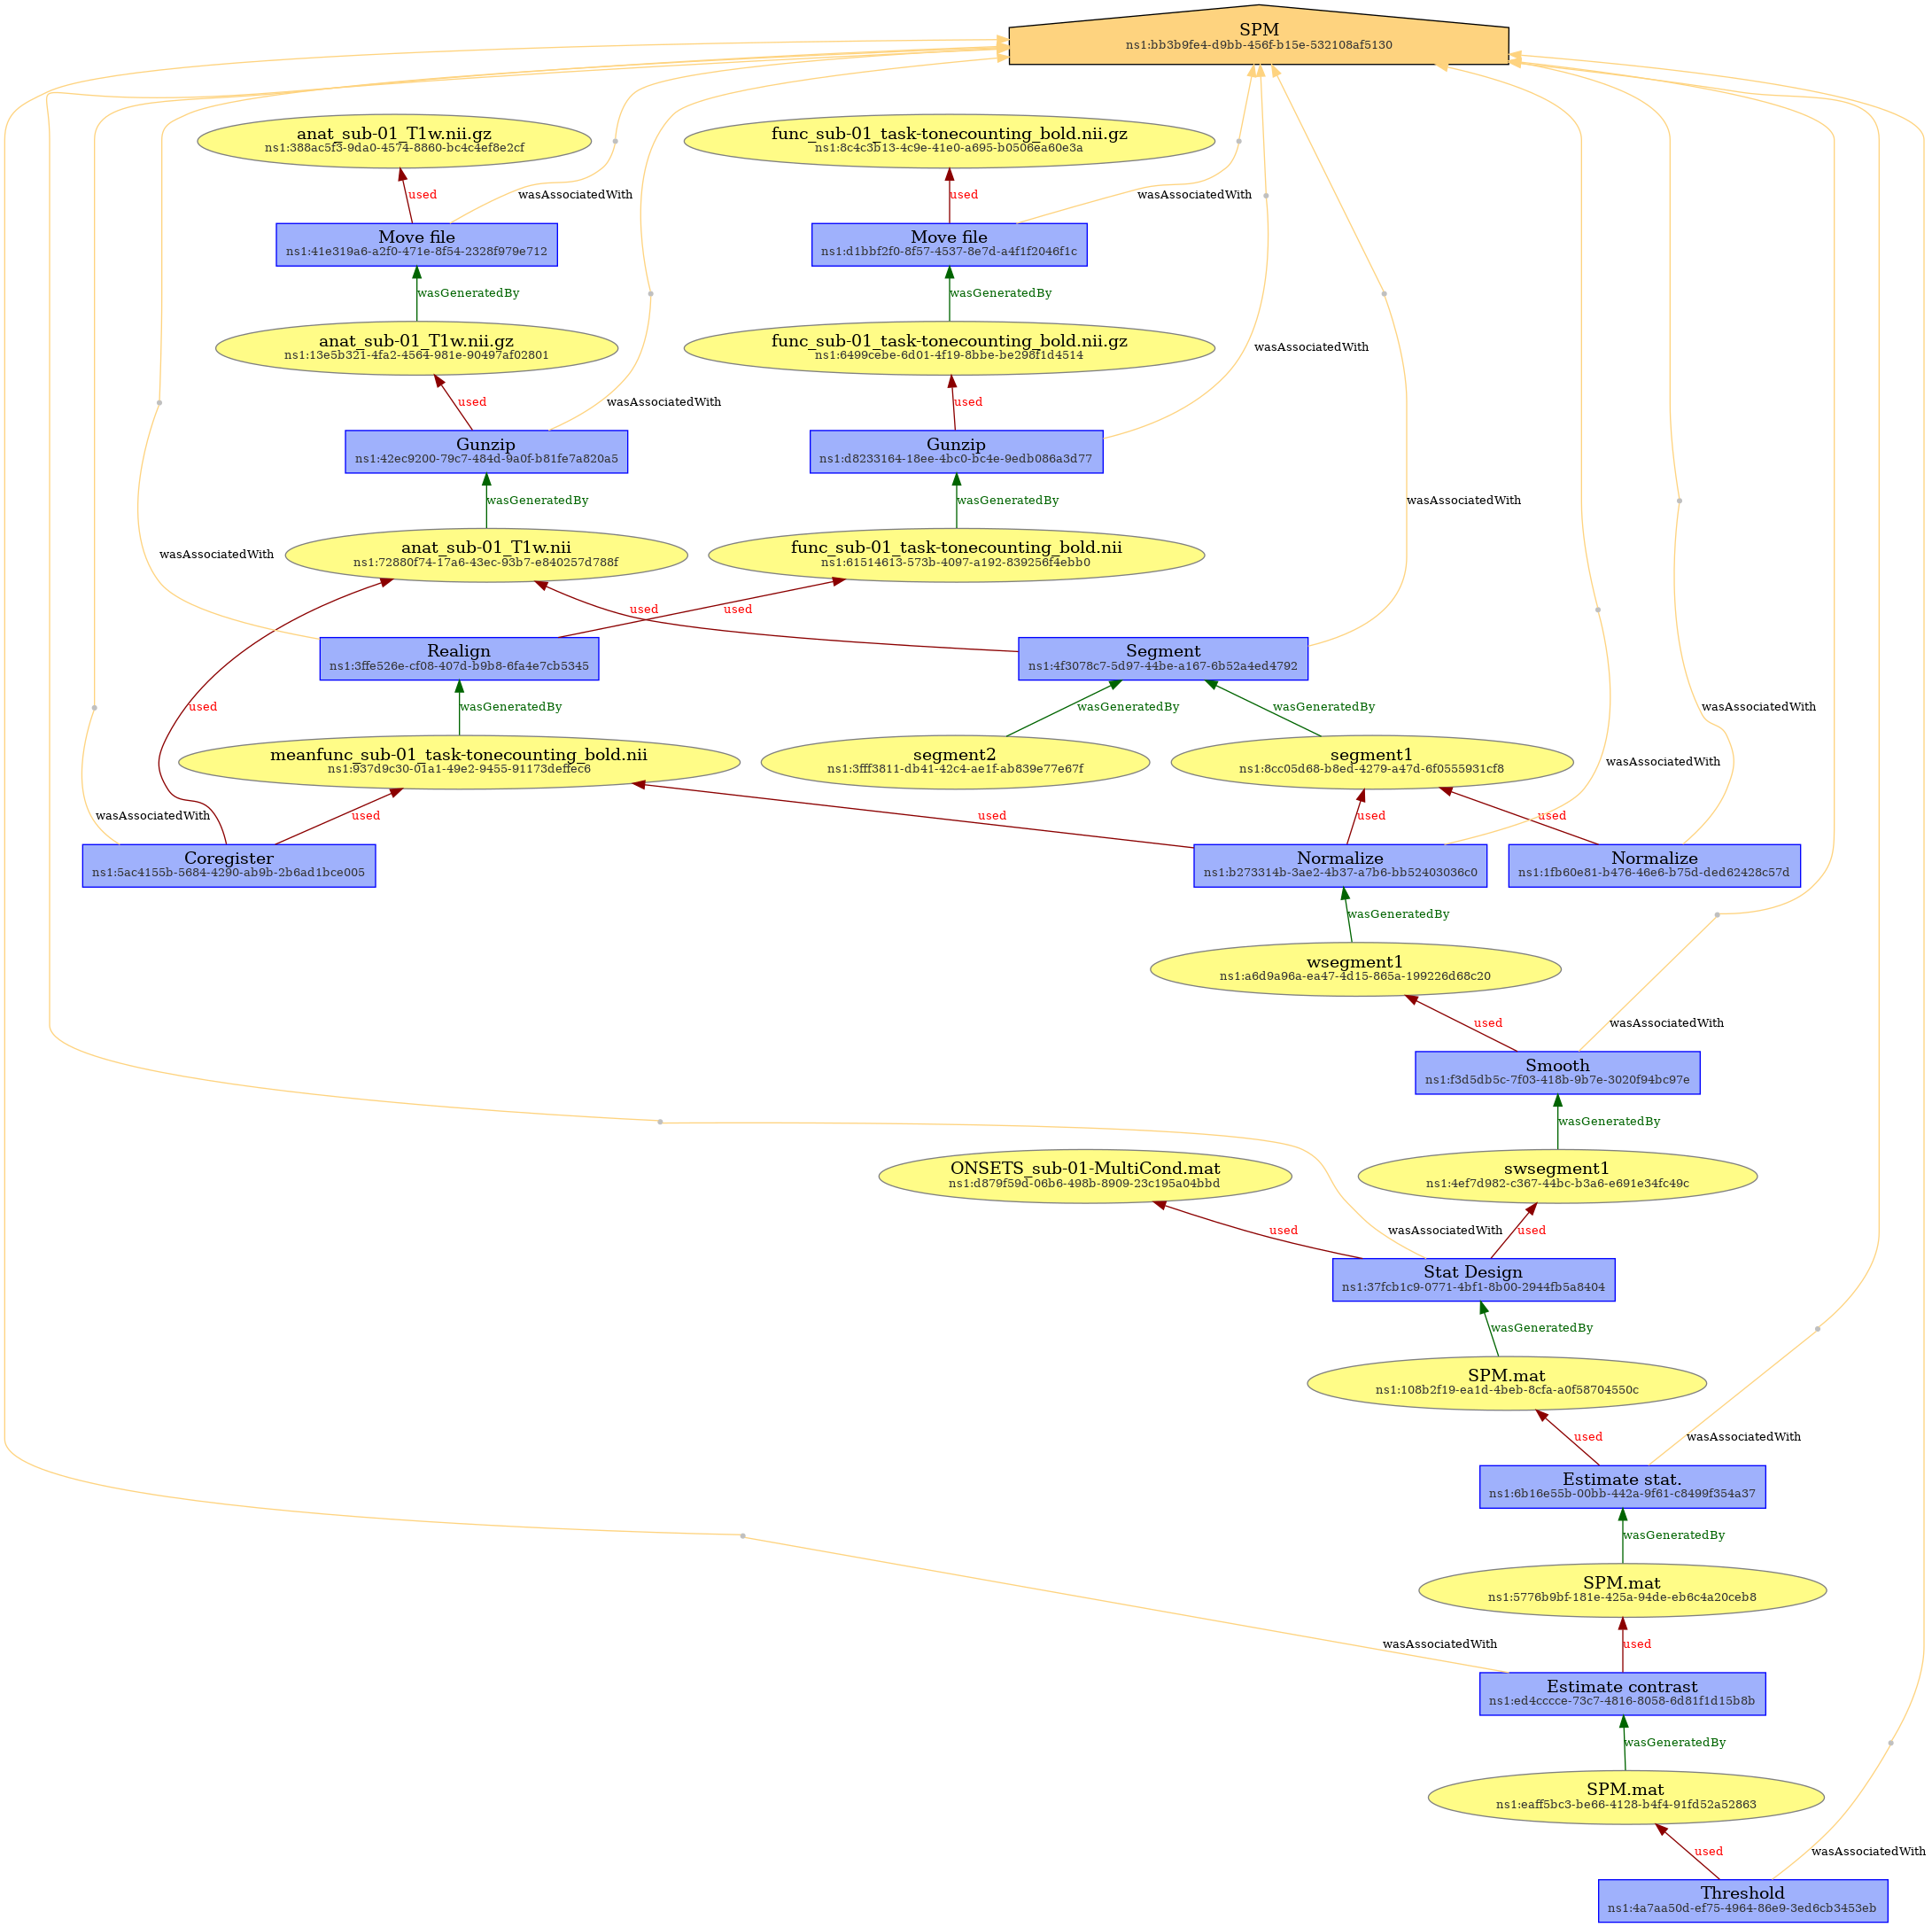 SPM
ns1:bb3b9fe4-d9bb-456f-b15e-532108af5130
anat_sub-01_T1w.nii.gz
ns1:388ac5f3-9da0-4574-8860-bc4c4ef8e2cf
func_sub-01_task-tonecounting_bold.nii.gz
ns1:8c4c3b13-4c9e-41e0-a695-b0506ea60e3a
used
wasAssociatedWith
used
wasAssociatedWith
Move file
ns1:41e319a6-a2f0-471e-8f54-2328f979e712
Move file
ns1:d1bbf2f0-8f57-4537-8e7d-a4f1f2046f1c
wasGeneratedBy
wasGeneratedBy
anat_sub-01_T1w.nii.gz
ns1:13e5b321-4fa2-4564-981e-90497af02801
func_sub-01_task-tonecounting_bold.nii.gz
ns1:6499cebe-6d01-4f19-8bbe-be298f1d4514
wasAssociatedWith
used
wasAssociatedWith
used
Gunzip
ns1:42ec9200-79c7-484d-9a0f-b81fe7a820a5
Gunzip
ns1:d8233164-18ee-4bc0-bc4e-9edb086a3d77
wasGeneratedBy
wasGeneratedBy
wasAssociatedWith
wasAssociatedWith
anat_sub-01_T1w.nii
ns1:72880f74-17a6-43ec-93b7-e840257d788f
func_sub-01_task-tonecounting_bold.nii
ns1:61514613-573b-4097-a192-839256f4ebb0
used
used
Realign
ns1:3ffe526e-cf08-407d-b9b8-6fa4e7cb5345
Segment
ns1:4f3078c7-5d97-44be-a167-6b52a4ed4792
used
wasGeneratedBy
wasGeneratedBy
wasGeneratedBy
wasAssociatedWith
meanfunc_sub-01_task-tonecounting_bold.nii
ns1:937d9c30-01a1-49e2-9455-91173deffec6
segment2
ns1:3fff3811-db41-42c4-ae1f-ab839e77e67f
segment1
ns1:8cc05d68-b8ed-4279-a47d-6f0555931cf8
wasAssociatedWith
wasAssociatedWith
used
used
used
used
Coregister
ns1:5ac4155b-5684-4290-ab9b-2b6ad1bce005
Normalize
ns1:b273314b-3ae2-4b37-a7b6-bb52403036c0
Normalize
ns1:1fb60e81-b476-46e6-b75d-ded62428c57d
wasGeneratedBy
wsegment1
ns1:a6d9a96a-ea47-4d15-865a-199226d68c20
used
wasAssociatedWith
Smooth
ns1:f3d5db5c-7f03-418b-9b7e-3020f94bc97e
wasGeneratedBy
ONSETS_sub-01-MultiCond.mat
ns1:d879f59d-06b6-498b-8909-23c195a04bbd
swsegment1
ns1:4ef7d982-c367-44bc-b3a6-e691e34fc49c
used
wasAssociatedWith
used
Stat Design
ns1:37fcb1c9-0771-4bf1-8b00-2944fb5a8404
wasGeneratedBy
SPM.mat
ns1:108b2f19-ea1d-4beb-8cfa-a0f58704550c
used
wasAssociatedWith
Estimate stat.
ns1:6b16e55b-00bb-442a-9f61-c8499f354a37
wasGeneratedBy
SPM.mat
ns1:5776b9bf-181e-425a-94de-eb6c4a20ceb8
wasAssociatedWith
used
Estimate contrast
ns1:ed4cccce-73c7-4816-8058-6d81f1d15b8b
wasGeneratedBy
SPM.mat
ns1:eaff5bc3-be66-4128-b4f4-91fd52a52863
used
wasAssociatedWith
Threshold
ns1:4a7aa50d-ef75-4964-86e9-3ed6cb3453eb